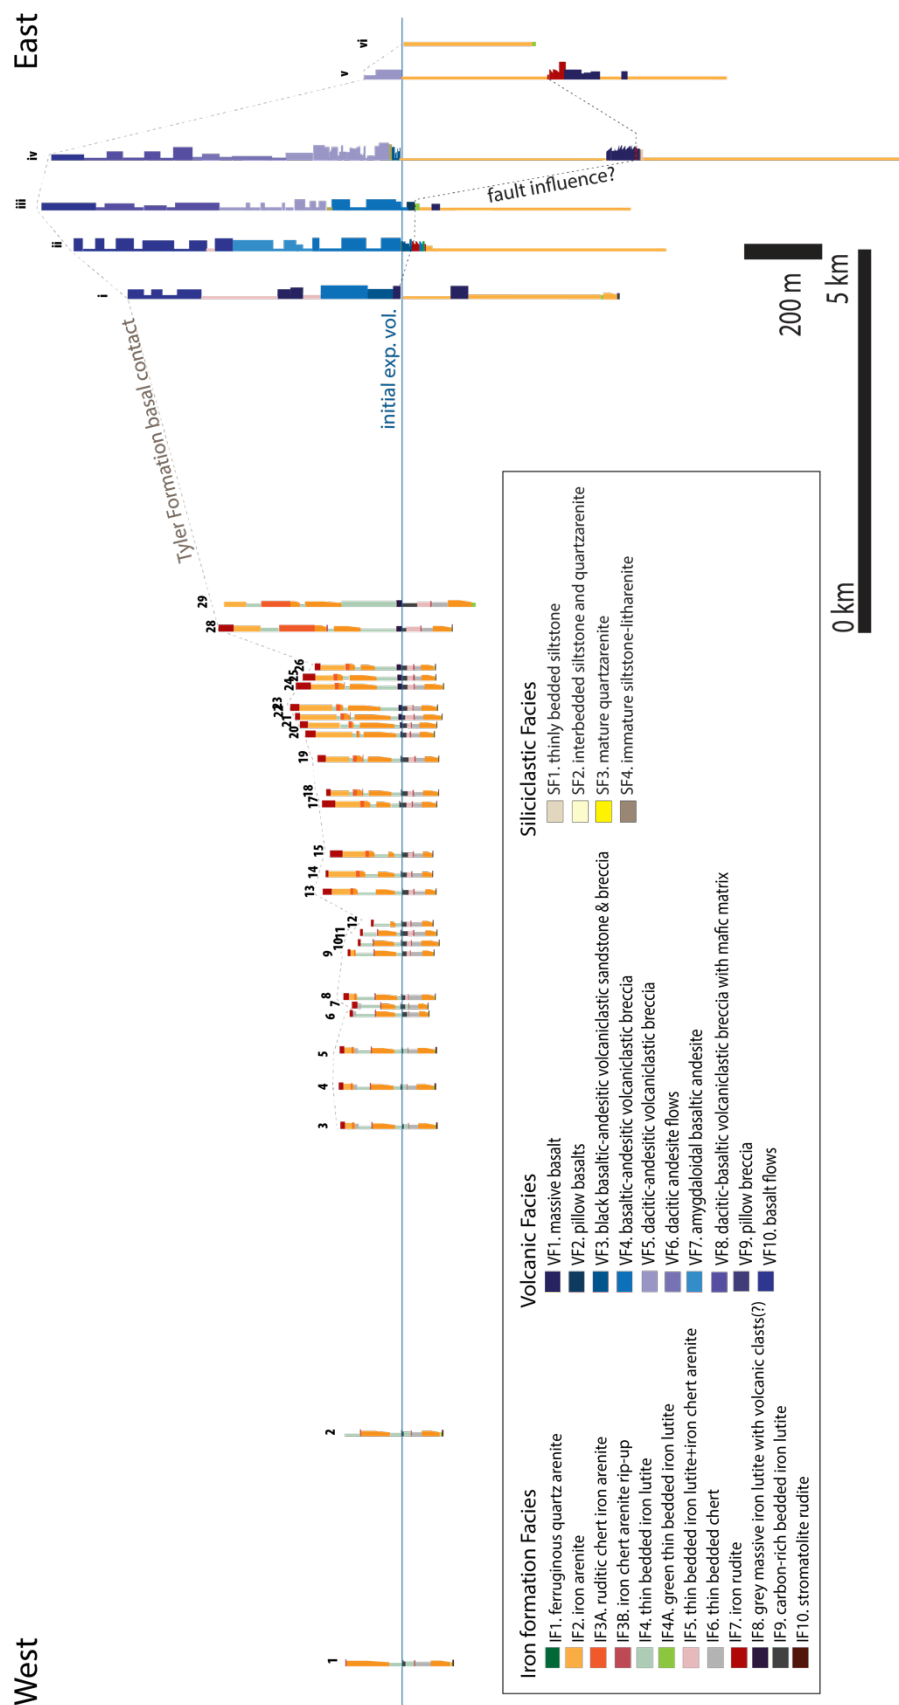 West
East
1
2
3
4
5
6
7
8
9
10
11
12
13
14
15
17
18
19
20
21
22
23
24
25
26
28
29
i
ii
iii
iv
v
vi
Tyler Formation basal contact
initial exp. vol.
fault influence?
200 m
0 km
5 km
Iron formation Facies
IF1. ferruginous quartz arenite
IF2. iron arenite
IF3A. ruditic chert iron arenite
IF3B. iron chert arenite rip-up
IF4. thin bedded iron lutite
IF4A. green thin bedded iron lutite
IF5. thin bedded iron lutite+iron chert arenite
IF6. thin bedded chert
IF7. iron rudite
IF8. grey massive iron lutite with volcanic clasts(?)
IF9. carbon-rich bedded iron lutite
IF10. stromatolite rudite
Volcanic Facies
VF1. massive basalt
VF2. pillow basalts
VF3. black basaltic-andesitic volcaniclastic sandstone & breccia
VF4. basaltic-andesitic volcaniclastic breccia
VF5. dacitic-andesitic volcaniclastic breccia
VF6. dacitic andesite flows
VF7. amygdaloidal basaltic andesite
VF8. dacitic-basaltic volcaniclastic breccia with mafic matrix
VF9. pillow breccia
VF10. basalt flows
Siliciclastic Facies
SF1. thinly bedded siltstone
SF2. interbedded siltstone and quartzarenite
SF3. mature quartzarenite
SF4. immature siltstone-litharenite